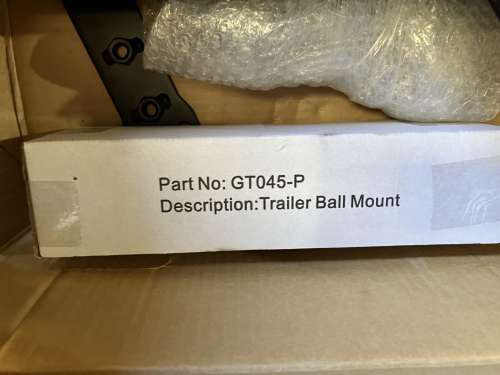 Part No: GT045-P
Description:Trailer Ball Mount